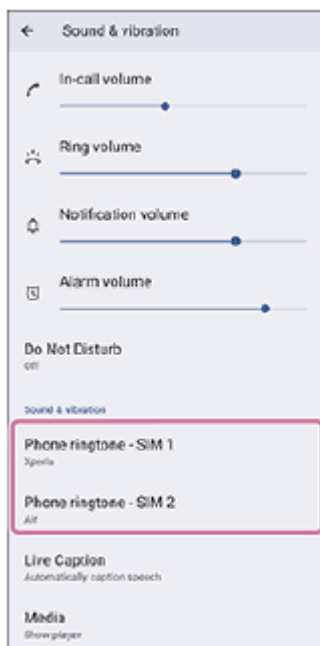 Sound & vibration
In-call volume
Ring volume
Notification volume
Alarm volume
Do Not Disturb
Off
Sound & vibration
Phone ringtone - SIM 1
Xperia
Phone ringtone - SIM 2
Live Caption
Automatically caption speech
Media
Show player